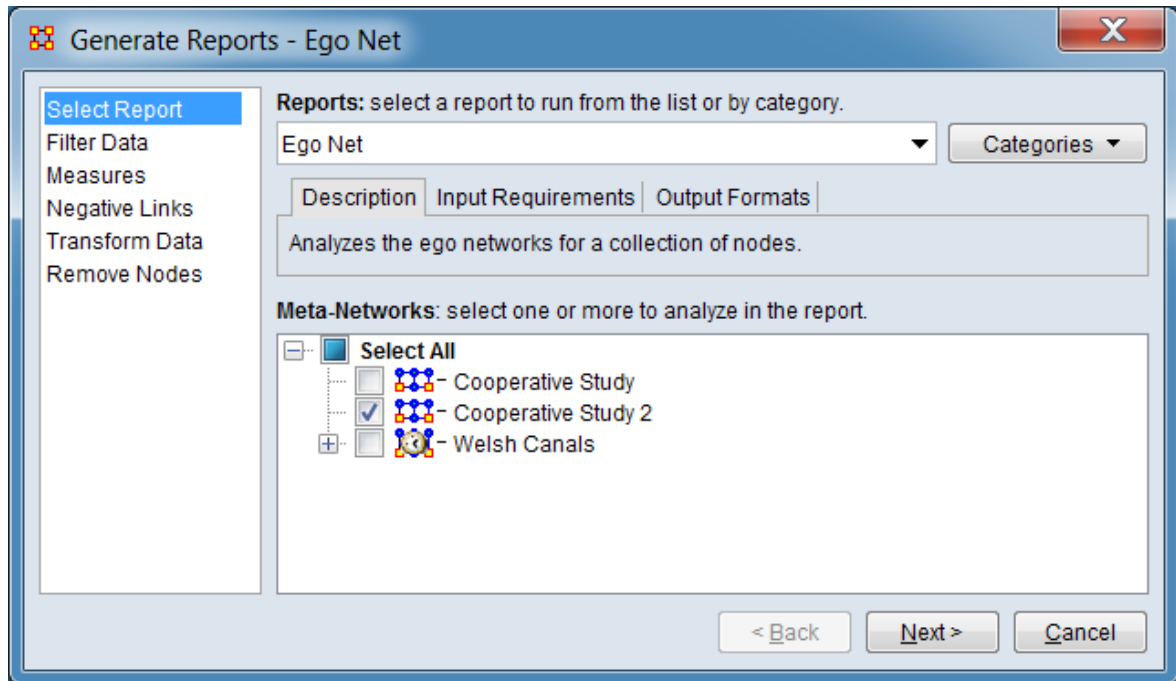 Generate Reports - Ego Net
X
Select Report
Filter Data
Measures
Negative Links
Transform Data
Remove Nodes
Reports: select a report to run from the list or by category.
Ego Net
Categories
Description
Input Requirements
Output Formats
Analyzes the ego networks for a collection of nodes.
Meta-Networks: select one or more to analyze in the report.
Select All
- Cooperative Study
- Cooperative Study 2
- Welsh Canals
< Back
Next >
Cancel